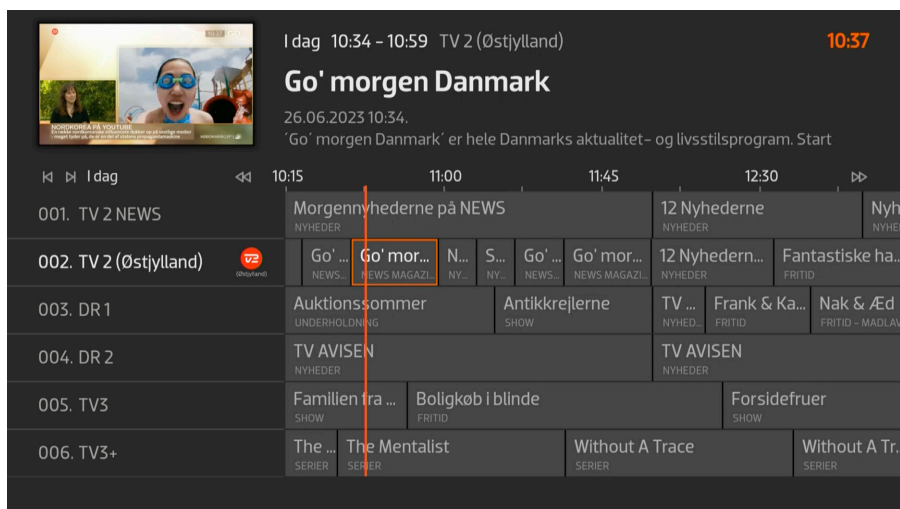 I dag 10:34 – 10:59 TV 2 (Østjylland)
10:37
Go' morgen Danmark
26.06.2023 10:34.
´Go´ morgen Danmark´ er hele Danmarks aktualitet- og livsstilsprogram. Start
NORDKOREA PÅ YOUTUBE
I dag
10:15 11:00 11:45 12:30
001. TV 2 NEWS
Morgennyhederne på NEWS
NYHEDER
12 Nyhederne
NYHEDER
Nyh
NYHE
002. TV 2 (Østjylland)
(Østjylland)
Go' ...
NEWS...
Go' mor...
NEWS MAGAZI...
N...
NY...
S...
NY...
Go' ...
NEWS...
Go' mor...
NEWS MAGAZI...
12 Nyhedern...
NYHEDER
Fantastiske ha...
FRITID
003. DR 1
Auktionssommer
UNDERHOLDNING
Antikkrejlerne
SHOW
TV ...
NYHED...
Frank & Ka...
FRITID
Nak & Æd
FRITID – MADLAV
004. DR 2
TV AVISEN
NYHEDER
TV AVISEN
NYHEDER
005. TV3
Familien fra ...
SHOW
Boligkøb i blinde
FRITID
Forsidefruer
SHOW
006. TV3+
The ...
SERIER
The Mentalist
SERIER
Without A Trace
SERIER
Without A Tr...
SERIER